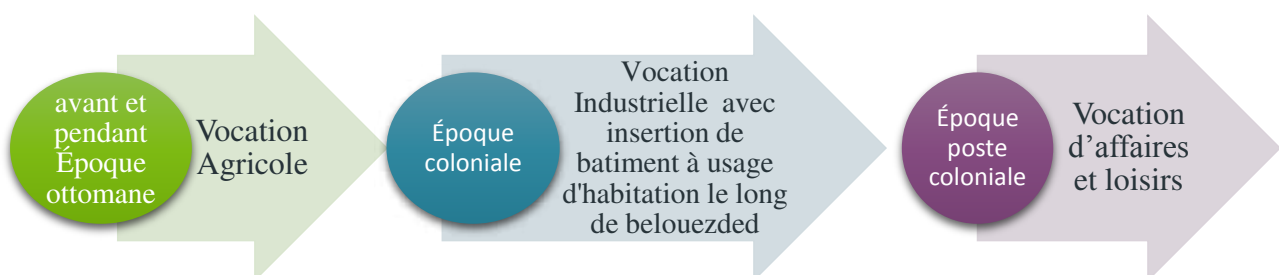 avant et
pendant
Époque
ottomane
Vocation
Agricole
Époque
coloniale
Vocation
Industrielle avec
insertion de
batiment à usage
d'habitation le long
de belouezded
Époque
poste
coloniale
Vocation
d’affaires
et loisirs